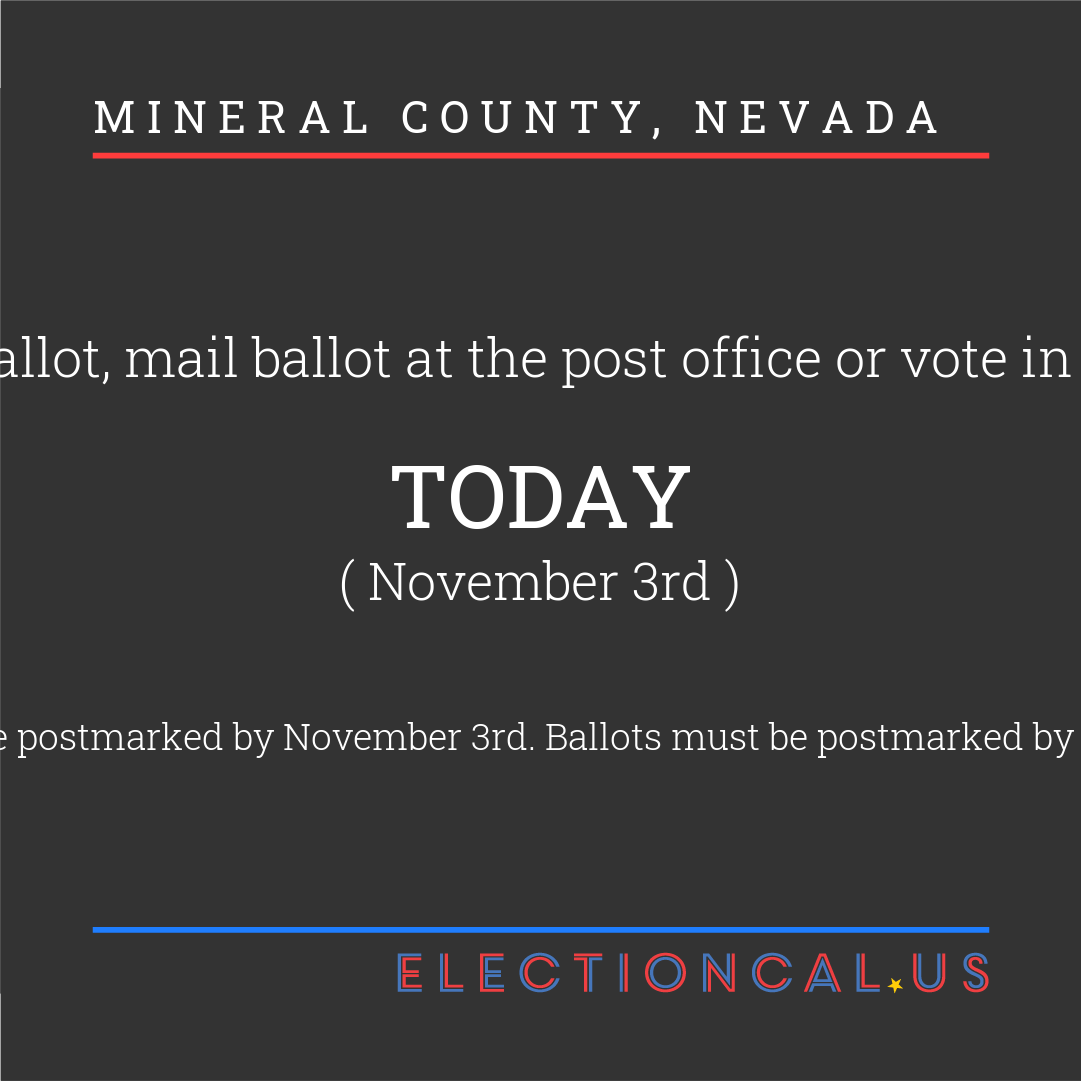 MINERAL COUNTY, NEVADA
allot, mail ballot at the post office or vote in
TODAY
( November 3rd )
e postmarked by November 3rd. Ballots must be postmarked by
ELECTIONCAL.US